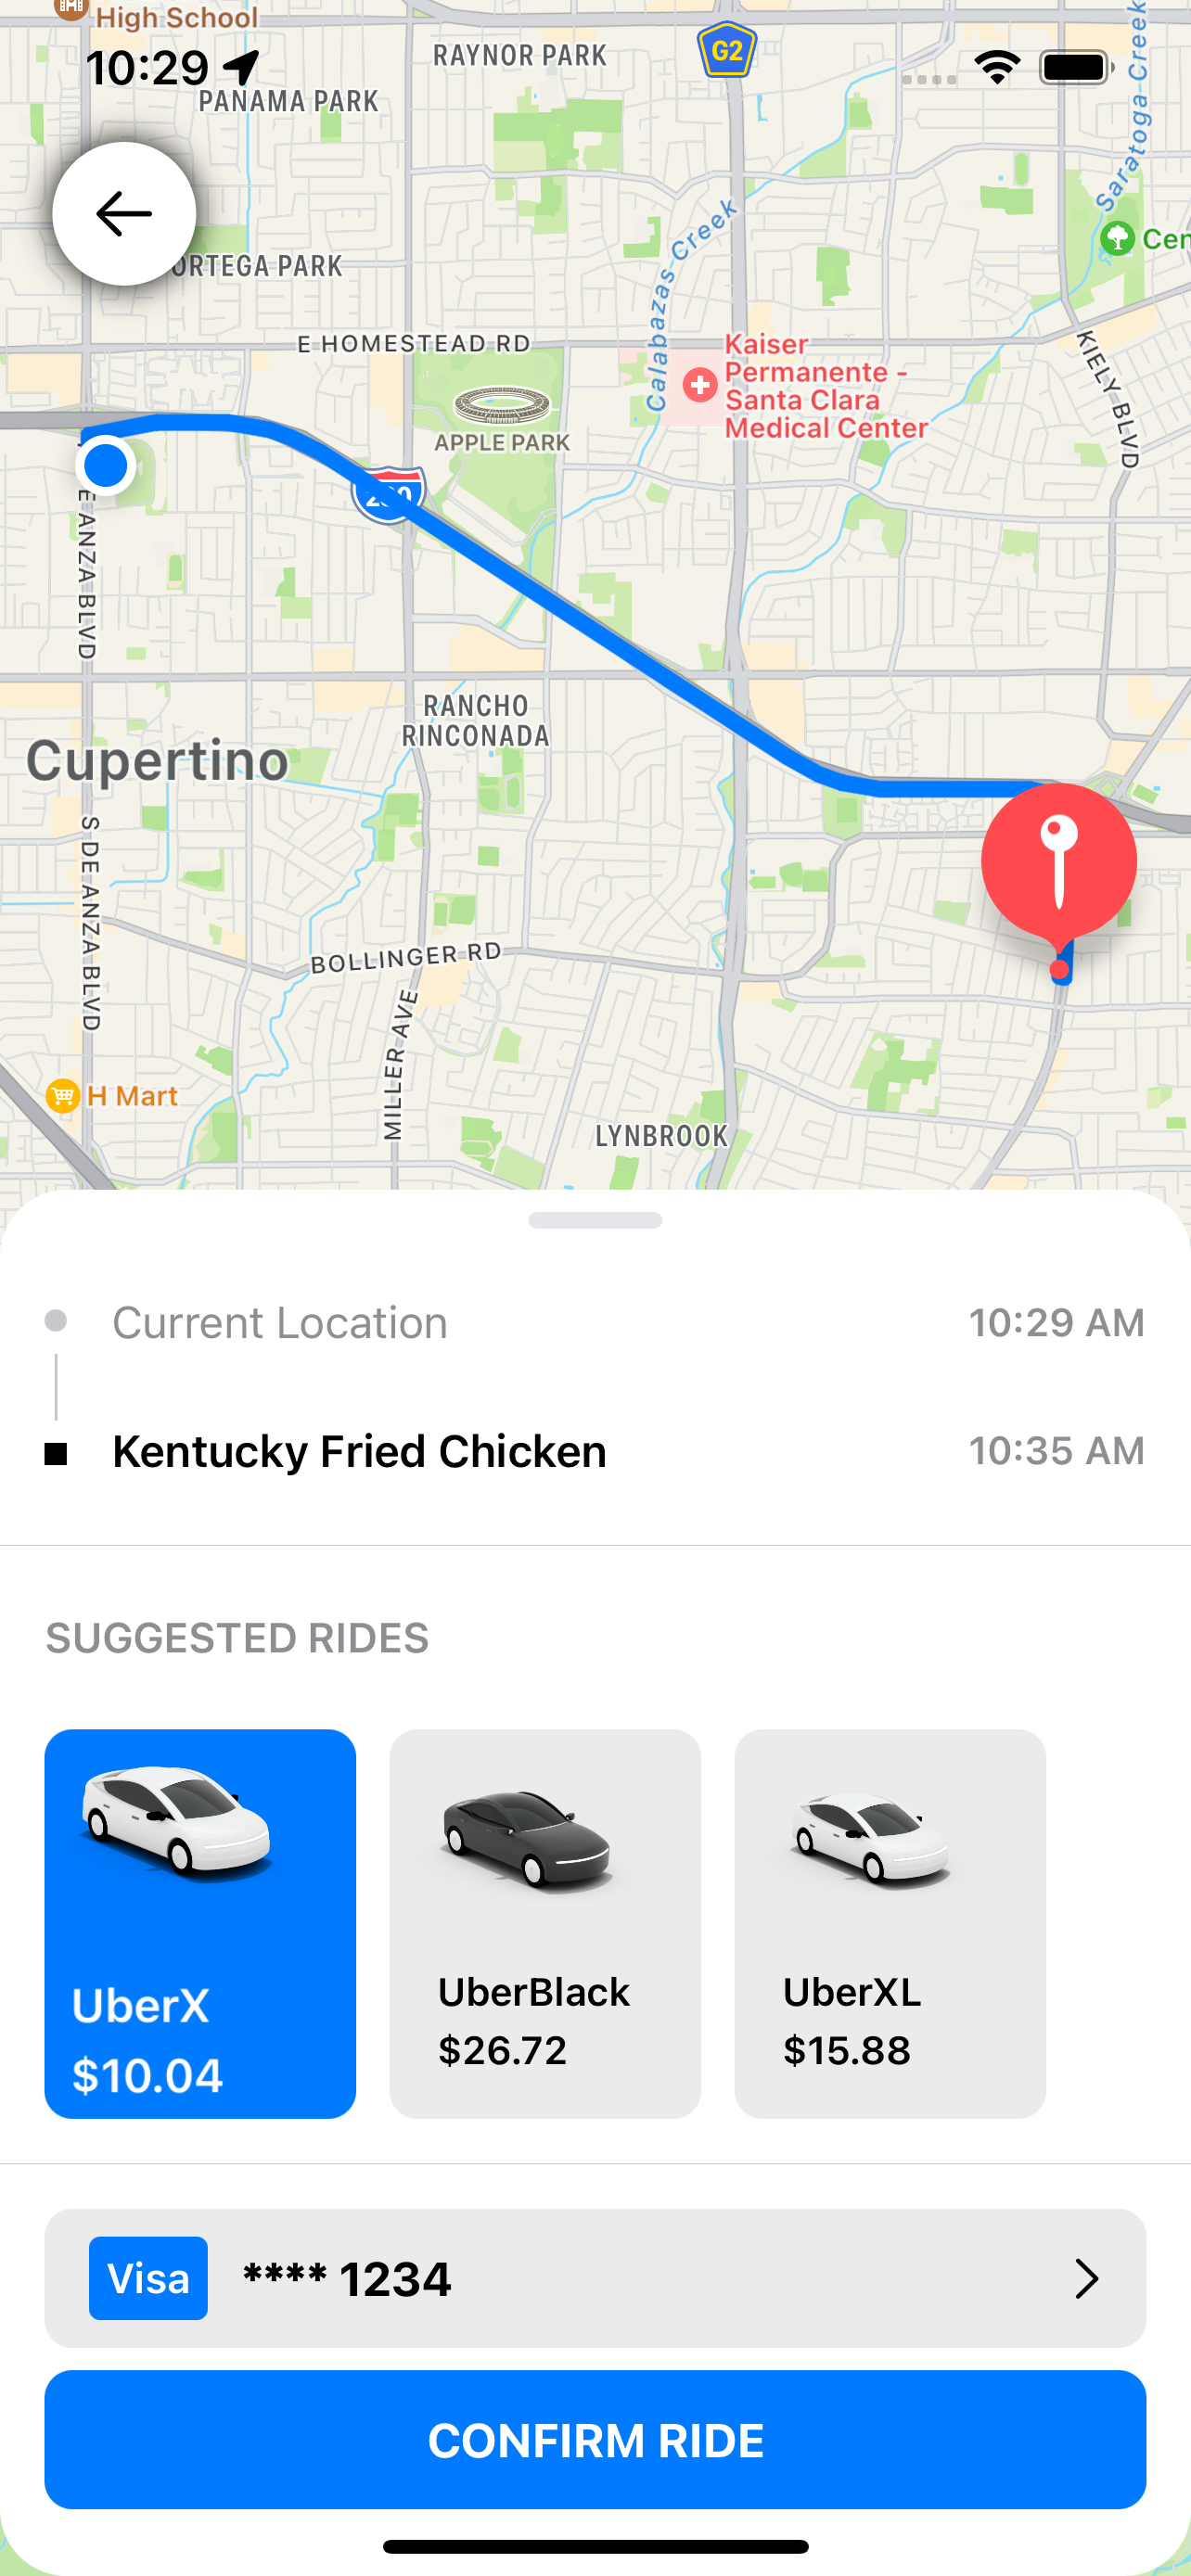 High School
10:29
RAYNOR PARK
G2
PANAMA PARK
Saratoga Creek
Cen
ORTEGA PARK
Calabazas Creek
E HOMESTEAD RD
Kaiser
Permanente -
Santa Clara
Medical Center
KIELY BLVD
APPLE PARK
280
E ANZA BLVD
RANCHO
RINCONADA
Cupertino
S DE ANZA BLVD
BOLLINGER RD
MILLER AVE
H Mart
LYNBROOK
Current Location
10:29 AM
Kentucky Fried Chicken
10:35 AM
SUGGESTED RIDES
UberX
$10.04
UberBlack
$26.72
UberXL
$15.88
Visa
**** 1234
CONFIRM RIDE